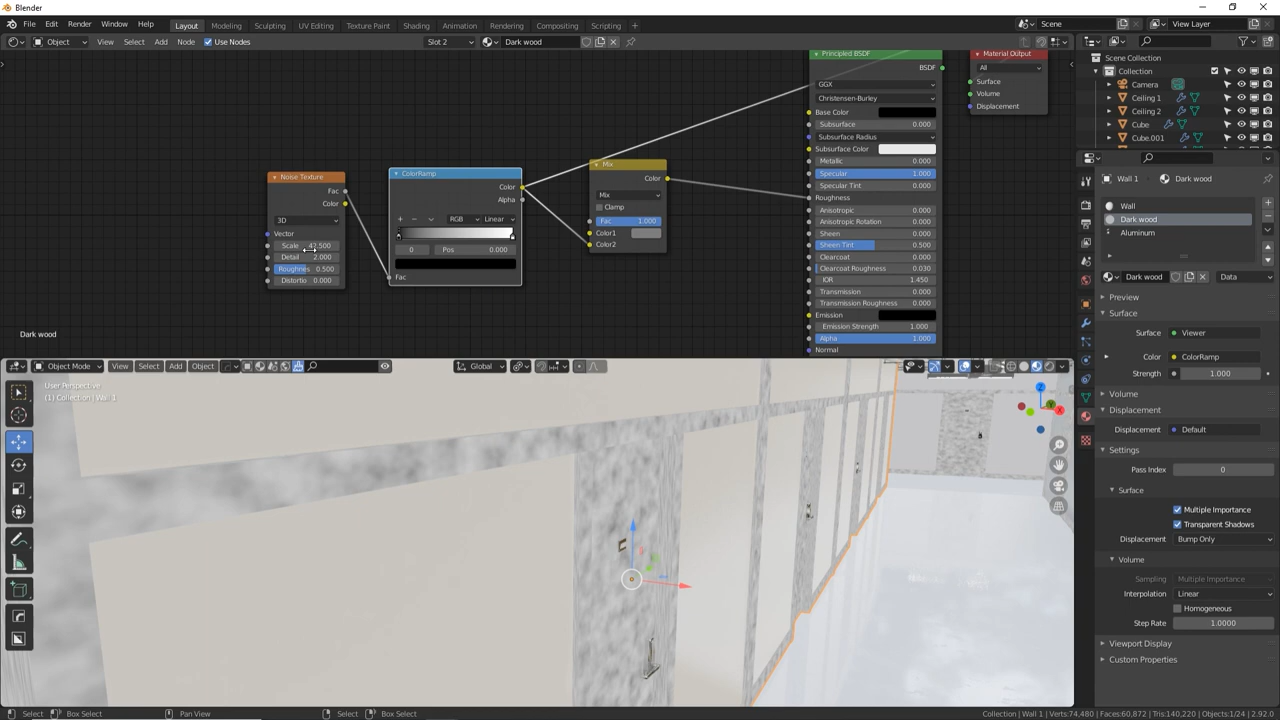 Blender
File Edit Render Window Help Layout Modeling Sculpting UV Editing Texture Paint Shading Animation Rendering Compositing Scripting + Scene View Layer
Object View Select Add Node Use Nodes Slot 2 Dark wood
Principled BSDF
BSDF
GGX
Christensen-Burley
Base Color
Subsurface 0.000
Subsurface Radius
Subsurface Color
Metallic 0.000
Specular 1.000
Specular Tint 0.000
Roughness
Anisotropic 0.000
Anisotropic Rotation 0.000
Sheen 0.000
Sheen Tint 0.500
Clearcoat 0.000
Clearcoat Roughness 0.030
IOR 1.450
Transmission 0.000
Transmission Roughness 0.000
Emission
Emission Strength 1.000
Alpha 1.000
Normal
Material Output
All
Surface
Volume
Displacement
Noise Texture
Fac
Color
3D
Vector
Scale 42.500
Detail 2.000
Roughnes 0.500
Distortio 0.000
ColorRamp
Color
Alpha
+ − RGB Linear
0 Pos 0.000
Fac
Mix
Color
Mix
Clamp
Fac 1.000
Color1
Color2
Dark wood
Object Mode View Select Add Object Global
User Perspective
(1) Collection | Wall 1
Z
Y
X
Scene Collection
Collection
Camera
Ceiling 1
Ceiling 2
Cube
Cube.001
Wall 1 Dark wood
Wall
Dark wood
Aluminum
Dark wood Data
Preview
Surface
Surface Viewer
Color ColorRamp
Strength 1.000
Volume
Displacement
Displacement Default
Settings
Pass Index 0
Surface
Multiple Importance
Transparent Shadows
Displacement Bump Only
Volume
Sampling Multiple Importance
Interpolation Linear
Homogeneous
Step Rate 1.0000
Viewport Display
Custom Properties
Select Box Select Pan View Select Box Select Collection | Wall 1 | Verts:74,480 | Faces:60,872 | Tris:140,220 | Objects:1/24 | 2.92.0